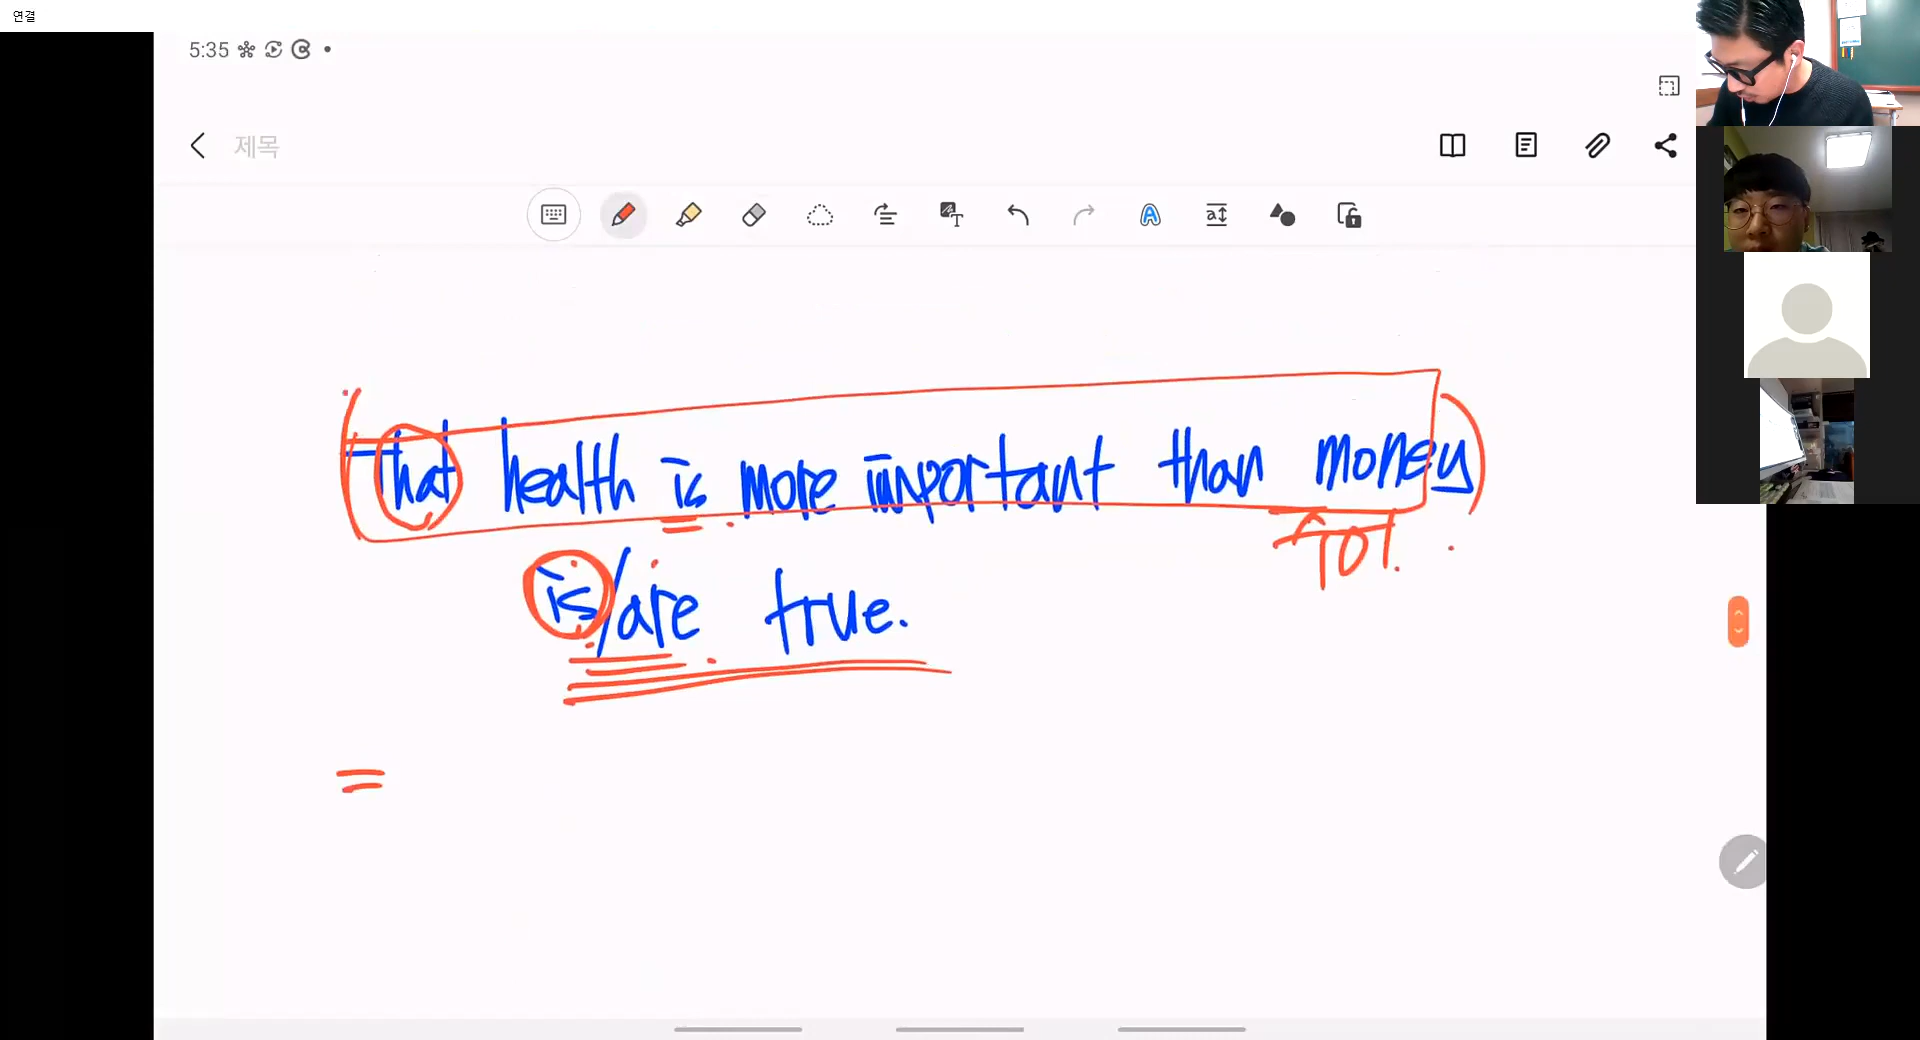 연결
5:35
제목
That health is more important than money
is/are true.
=